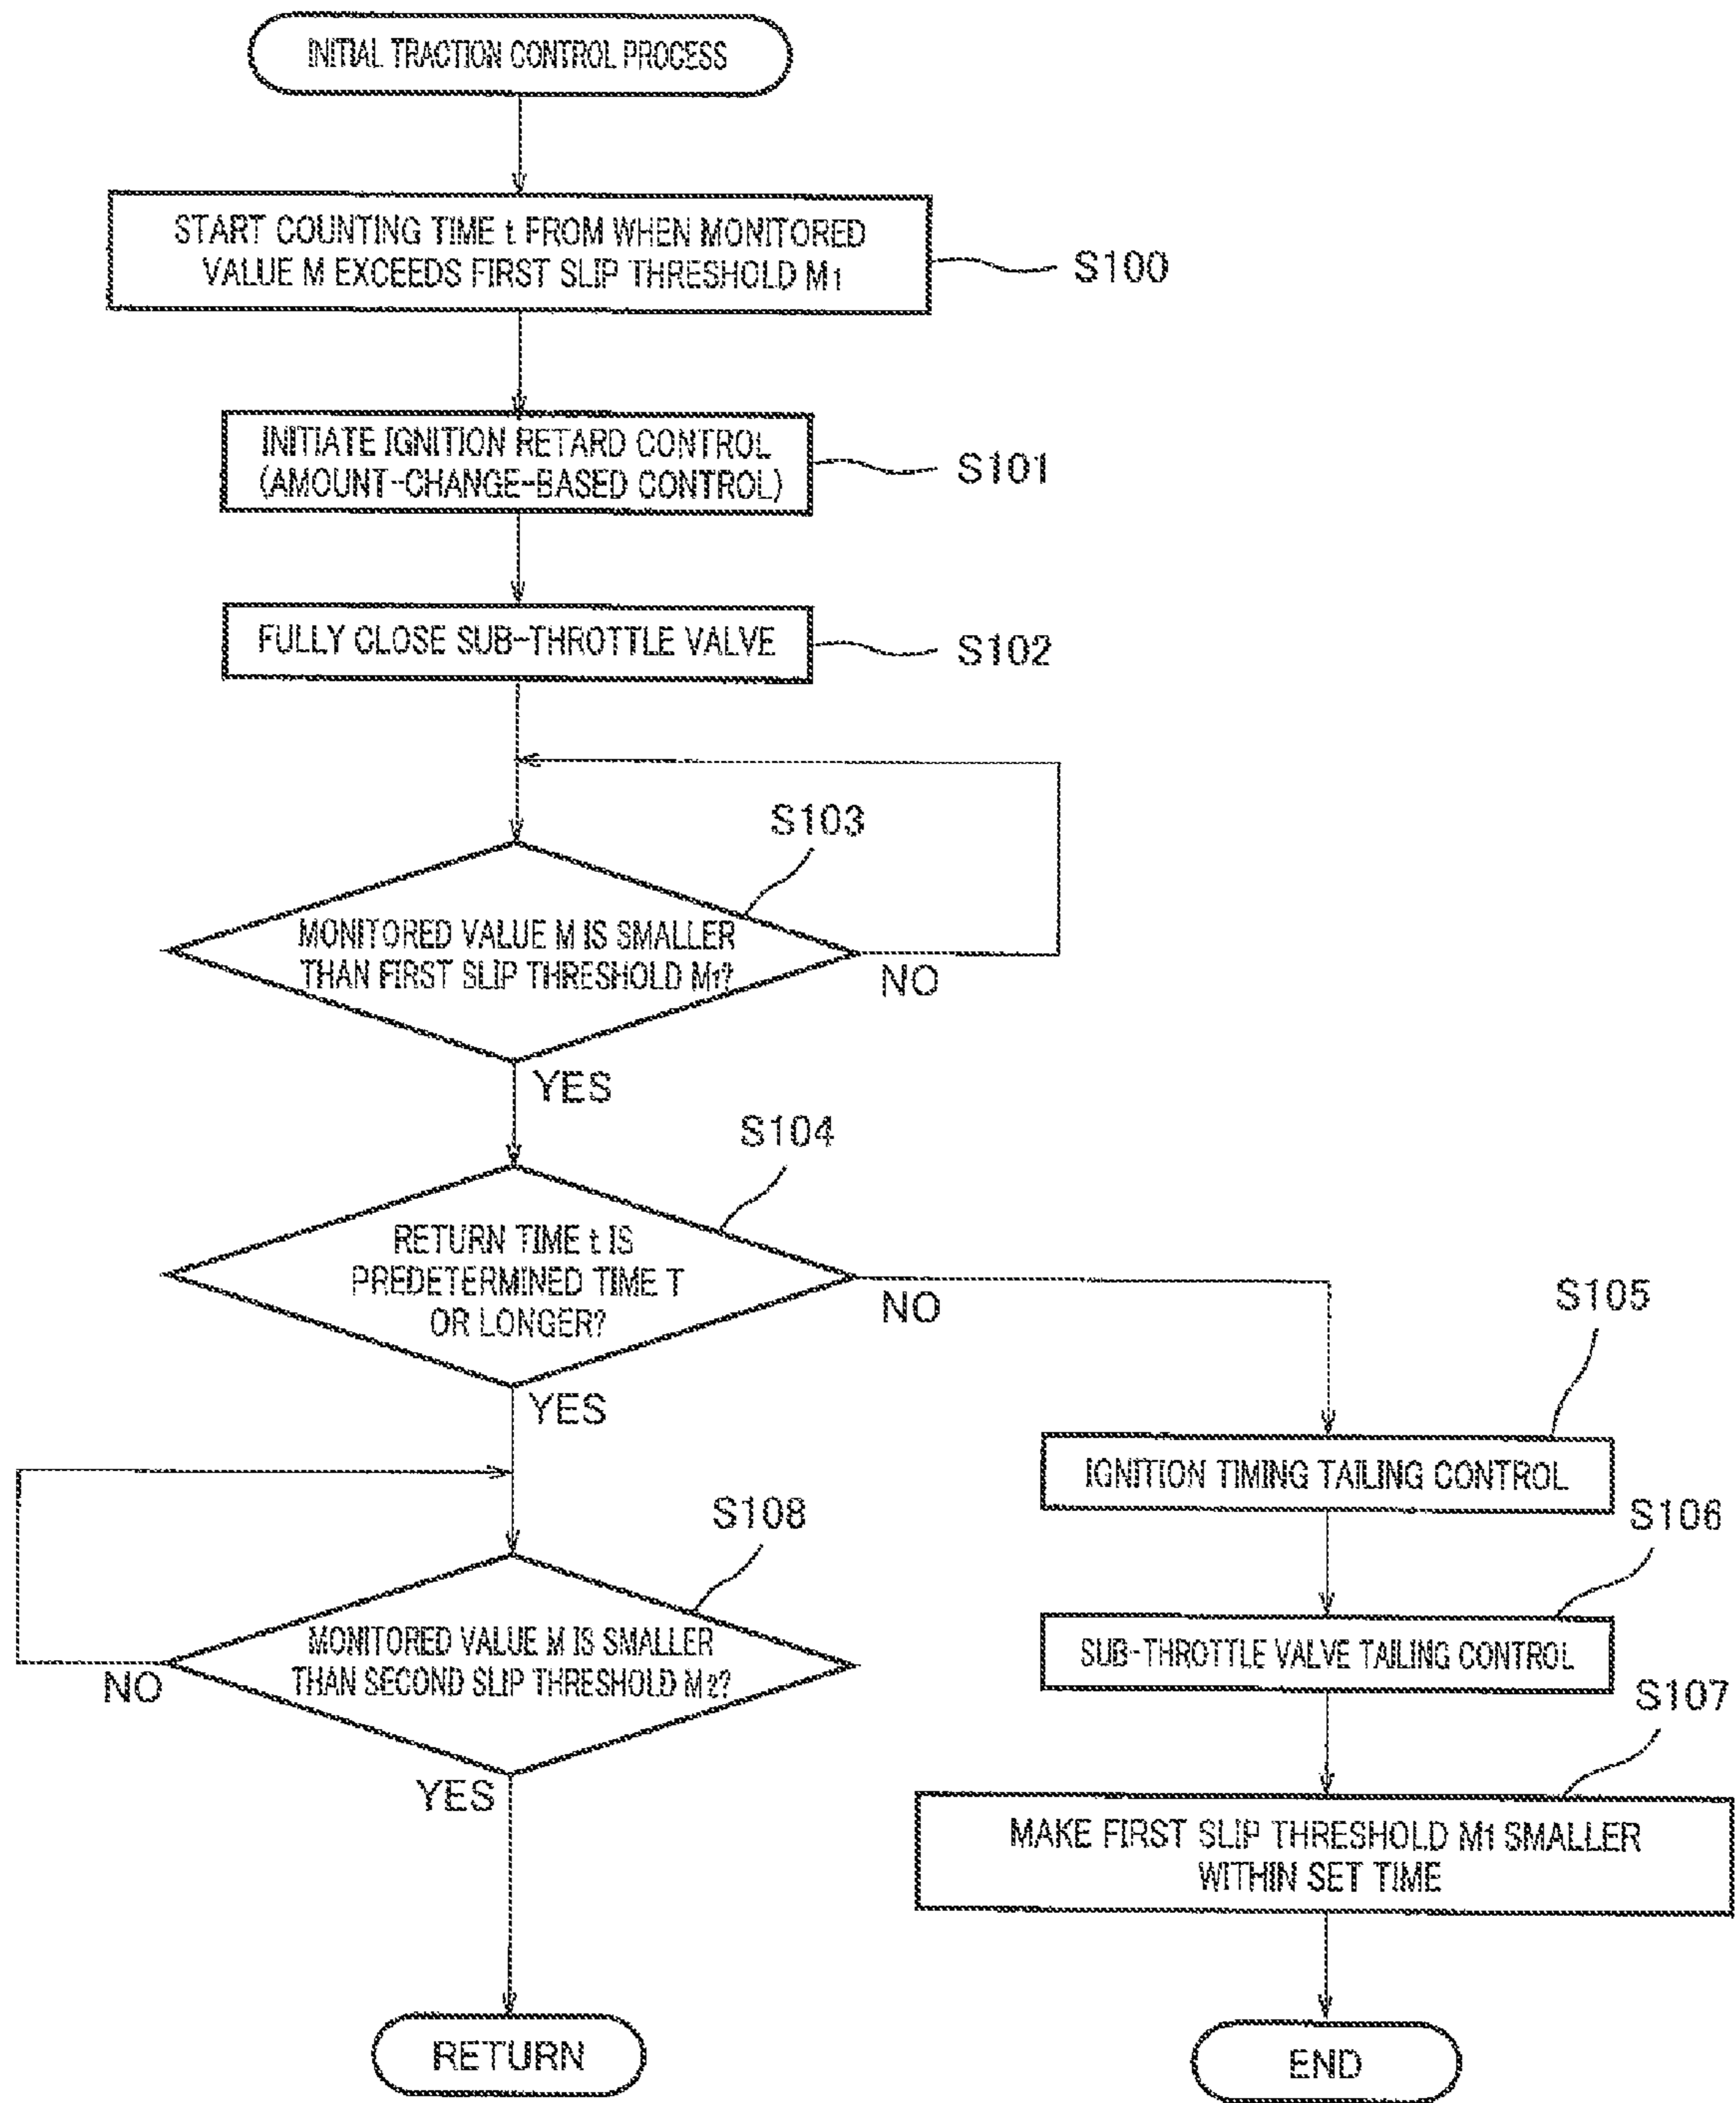 INITIAL TRACTION CONTROL PROCESS
START COUNTING TIME t FROM WHEN MONITORED
VALUE M EXCEEDS FIRST SLIP THRESHOLD M1
S100
INITIATE IGNITION RETARD CONTROL
(AMOUNT-CHANGE-BASED CONTROL)
S101
FULLY CLOSE SUB-THROTTLE VALVE
S102
S103
MONITORED VALUE M IS SMALLER
THAN FIRST SLIP THRESHOLD M1?
NO
YES
S104
RETURN TIME t IS
PREDETERMINED TIME T
OR LONGER?
NO
YES
S105
IGNITION TIMING TAILING CONTROL
S106
SUB-THROTTLE VALVE TAILING CONTROL
S107
MAKE FIRST SLIP THRESHOLD M1 SMALLER
WITHIN SET TIME
END
S108
MONITORED VALUE M IS SMALLER
THAN SECOND SLIP THRESHOLD M2?
NO
YES
RETURN